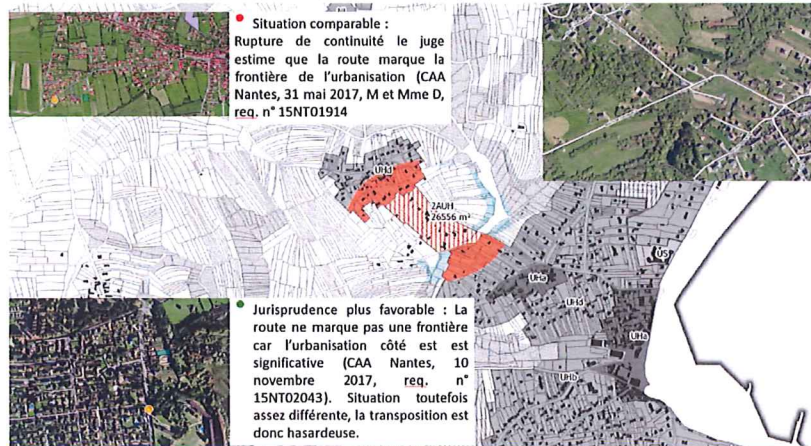 • Situation comparable :
Rupture de continuité le juge
estime que la route marque la
frontière de l'urbanisation (CAA
Nantes, 31 mai 2017, M et Mme D,
req. n° 15NT01914
UHd
2AUH
26556 m²
US
UHa
UHd
UHa
UHb
• Jurisprudence plus favorable : La
route ne marque pas une frontière
car l'urbanisation côté est est
significative (CAA Nantes, 10
novembre 2017, req. n°
15NT02043). Situation toutefois
assez différente, la transposition est
donc hasardeuse.